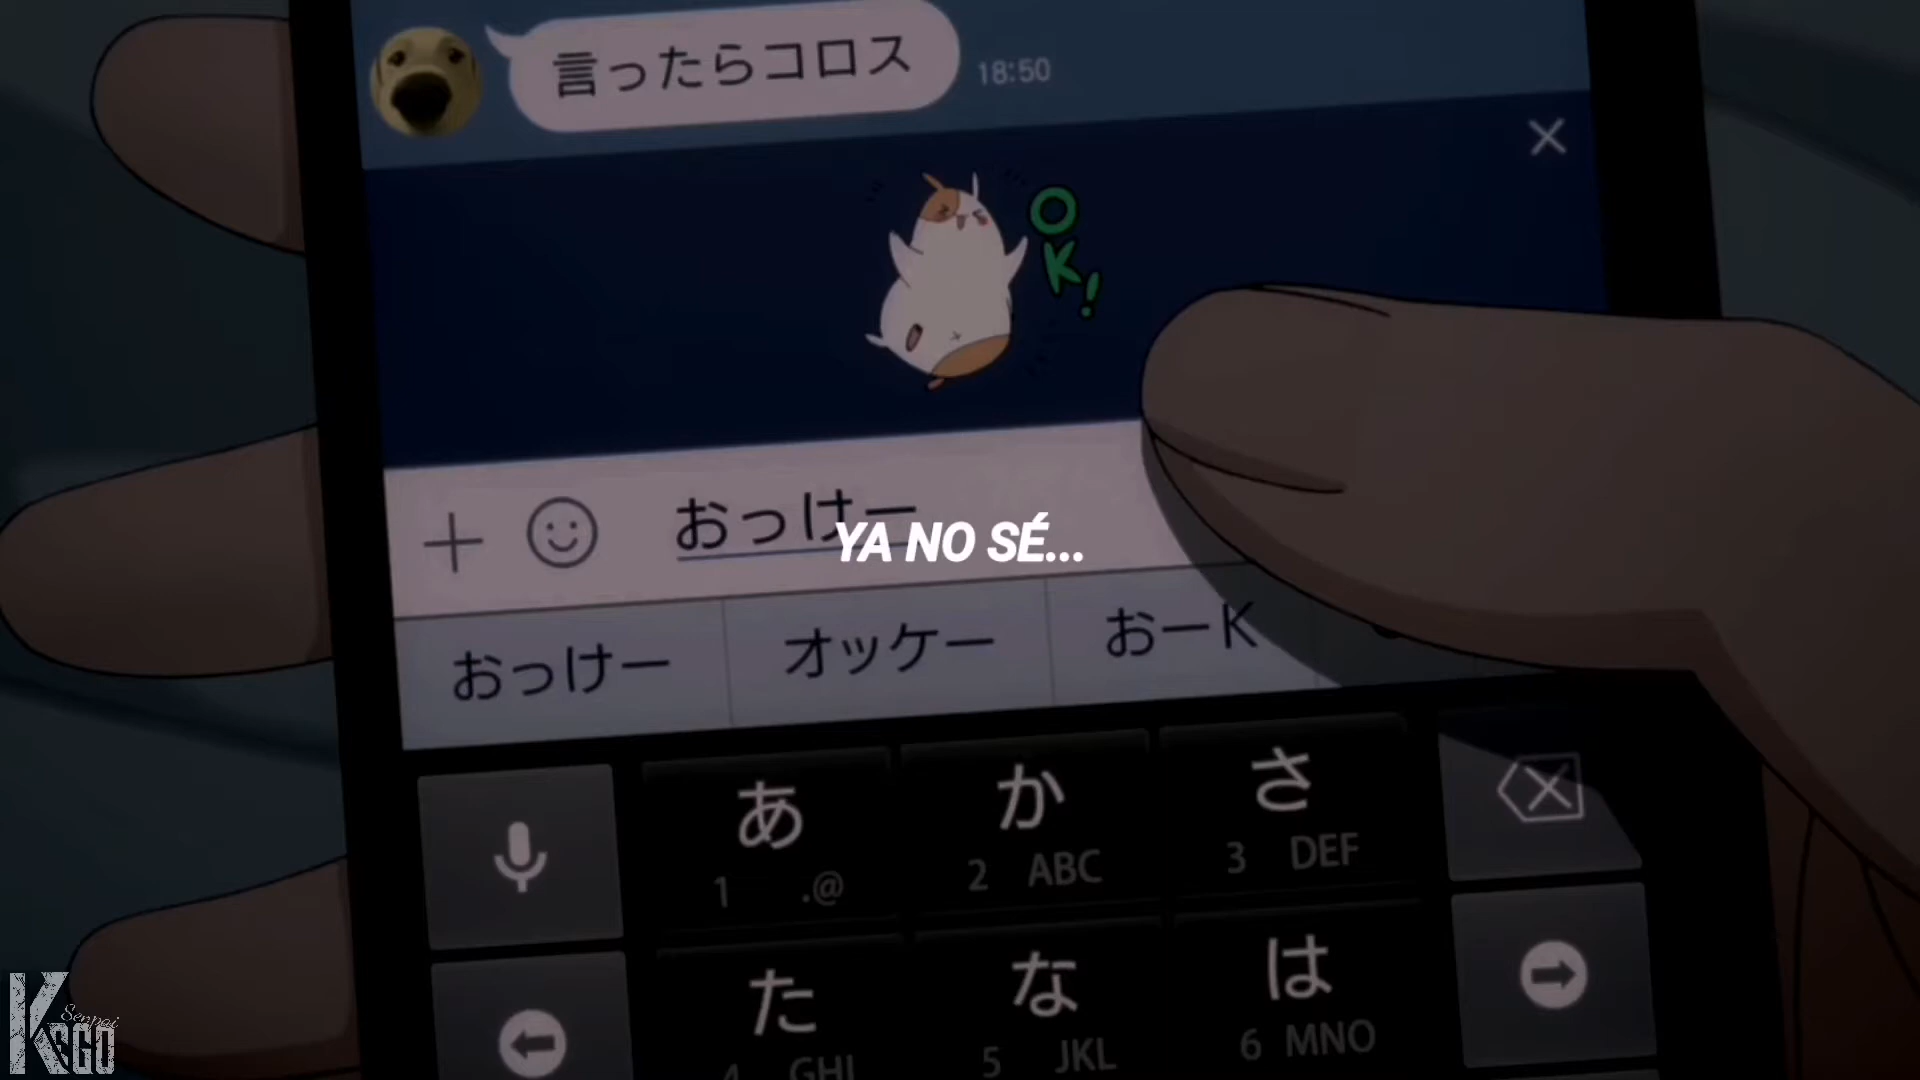 言ったらコロス
18:50
OK!
おっけー
YA NO SÉ...
おっけー
オッケー
おーK
あ
か
さ
1 .@
2 ABC
3 DEF
た
な
は
4 GHI
5 JKL
6 MNO
Senpai